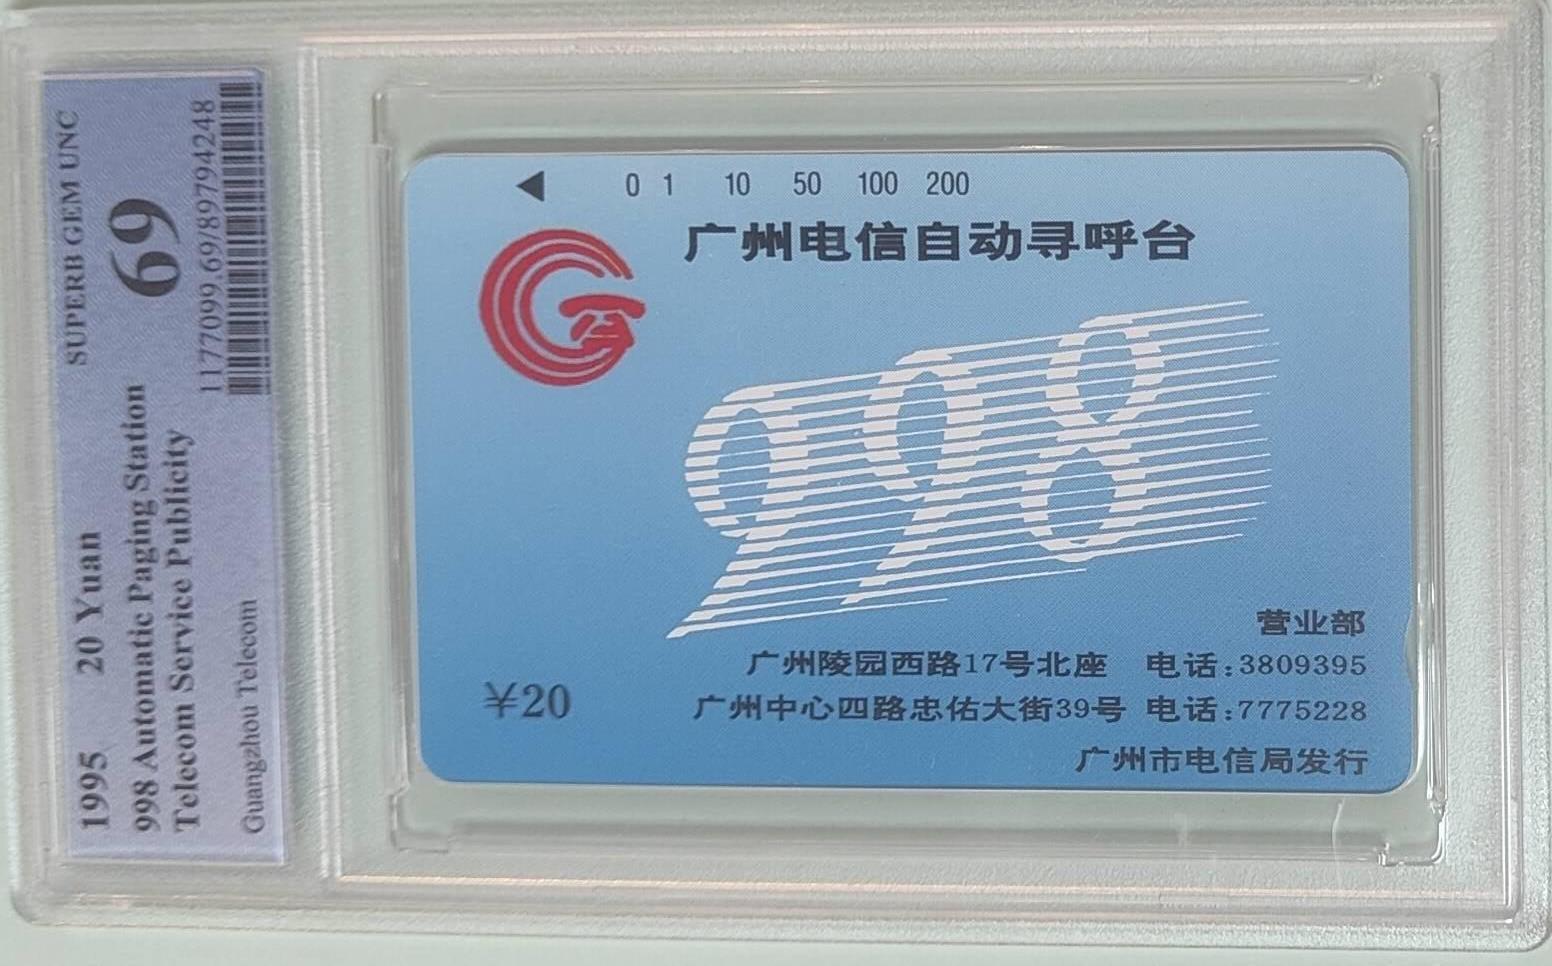 1995 20 Yuan
998 Automatic Paging Station
Telecom Service Publicity
Guangzhou Telecom
SUPERB GEM UNC
69
1177099.69/89794248
0 1 10 50 100 200
广州电信自动寻呼台
998
营业部
广州陵园西路17号北座 电话:3809395
广州中心四路忠佑大街39号 电话:7775228
¥20
广州市电信局发行